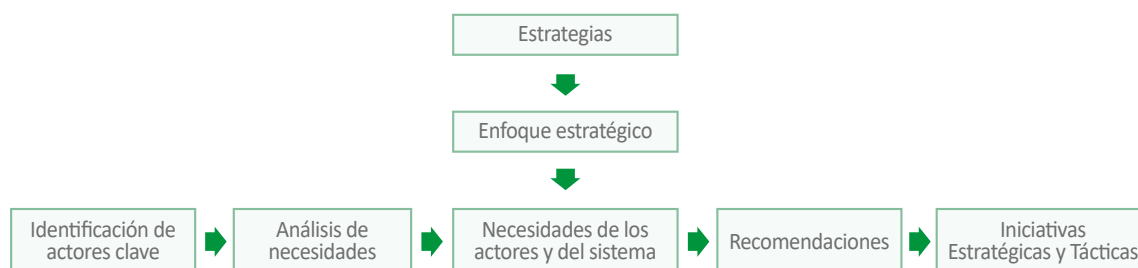 Estrategias
Enfoque estratégico
Identificación de
actores clave
Análisis de
necesidades
Necesidades de los
actores y del sistema
Recomendaciones
Iniciativas
Estratégicas y Tácticas